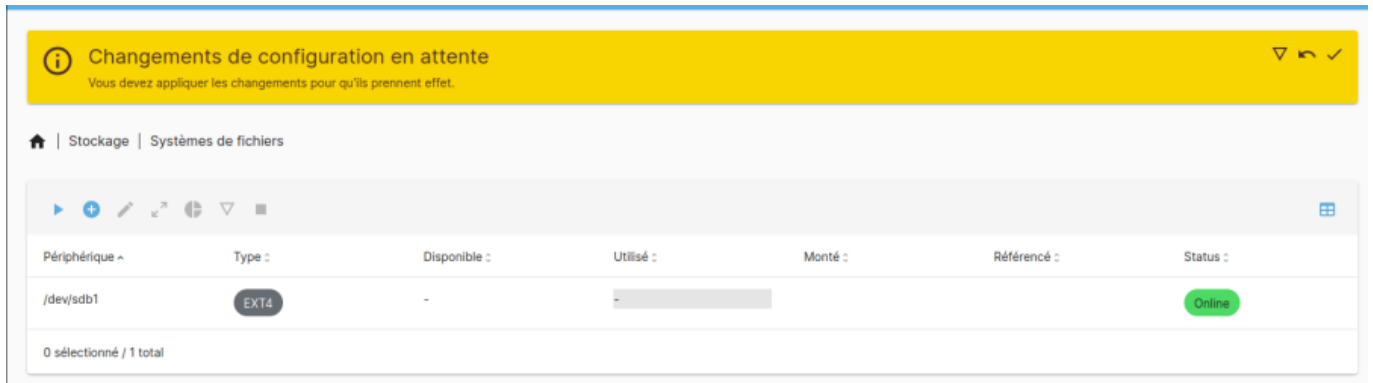 Changements de configuration en attente
Vous devez appliquer les changements pour qu'ils prennent effet.
| Stockage | Systèmes de fichiers
Périphérique Type Disponible Utilisé Monté Référencé Status
/dev/sdb1 EXT4 - - Online
0 sélectionné / 1 total